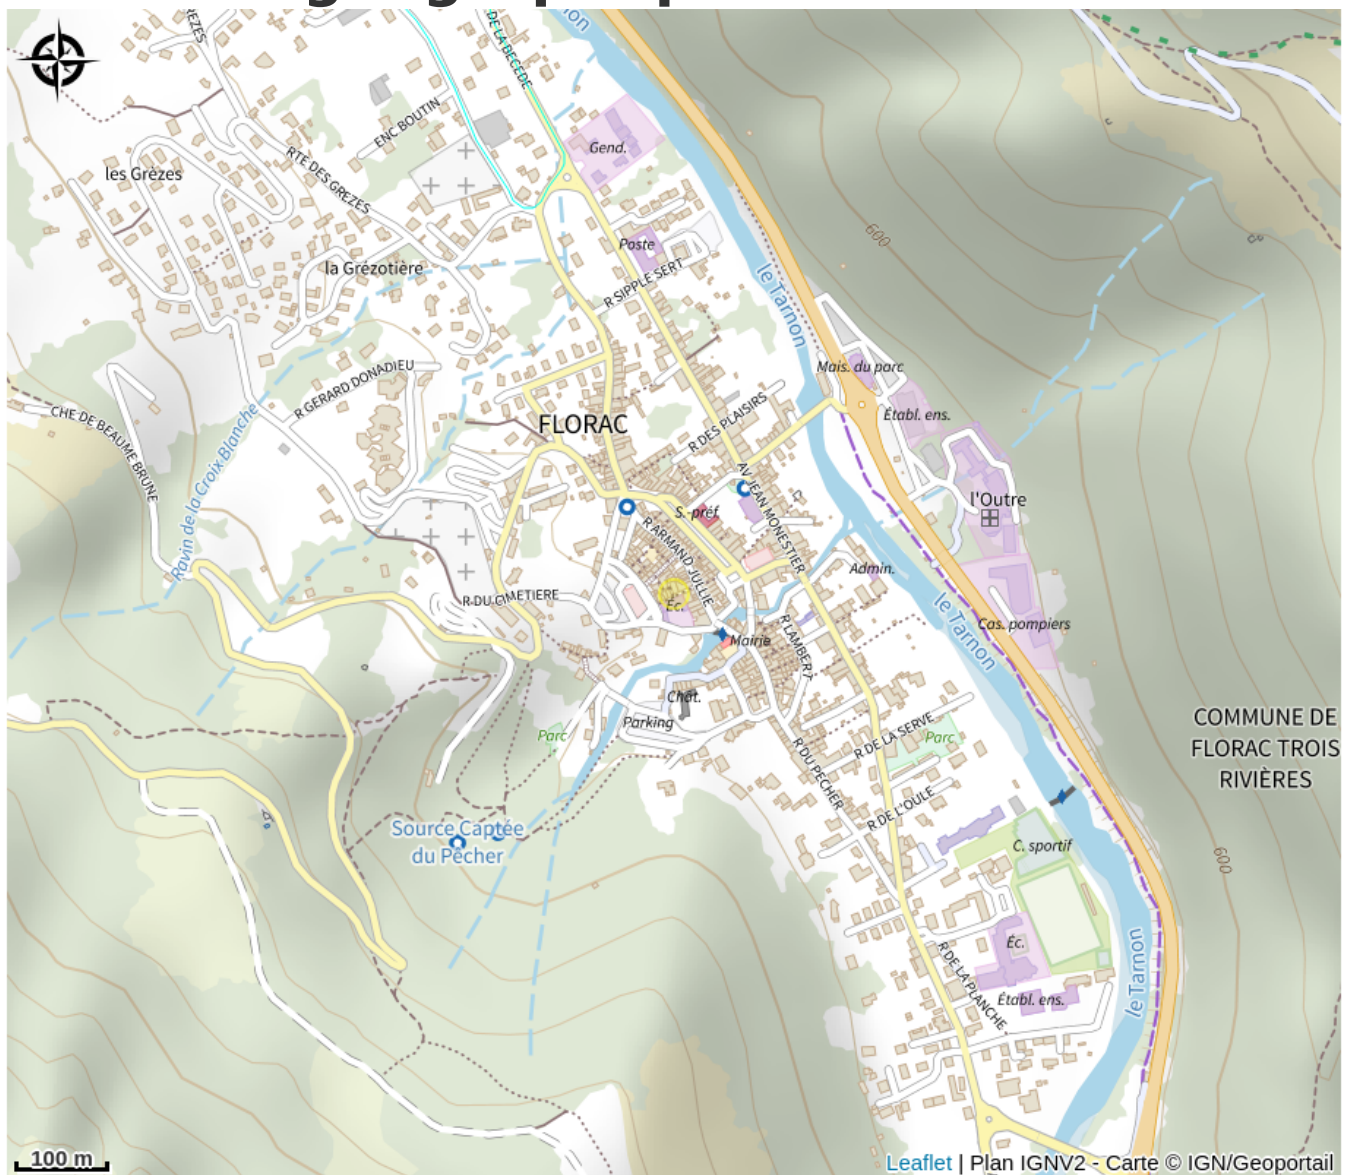 GREZES
DE LA BECEDE
ENC BOUTIN
Gend.
les Grèzes
RTE DES GREZES
Poste
600
la Grézotière
R SIPPLE SERT
le Tarnon
Mais. du parc
R GERARD DONADIEU
Établ. ens.
CHE DE BEAUME BRUNE
FLORAC
R DES PLAISIRS
Ravin de la Croix Blanche
AV JEAN MONESTIER
l'Outre
S.-préf
R ARMAND JULLIE
Admin.
R DU CIMETIERE
Éc.
le Tarnon
Cas. pompiers
Mairie
R LAMBERT
Chât.
Parking
Parc
R DE LA SERVE
Parc
COMMUNE DE
FLORAC TROIS
RIVIÈRES
R DU PECHER
R DE L'OULE
Source Captée
du Pêcher
C. sportif
600
Éc.
R DE LA PLANCHE
le Tarnon
Établ. ens.
100 m
Leaflet | Plan IGNV2 - Carte © IGN/Geoportail